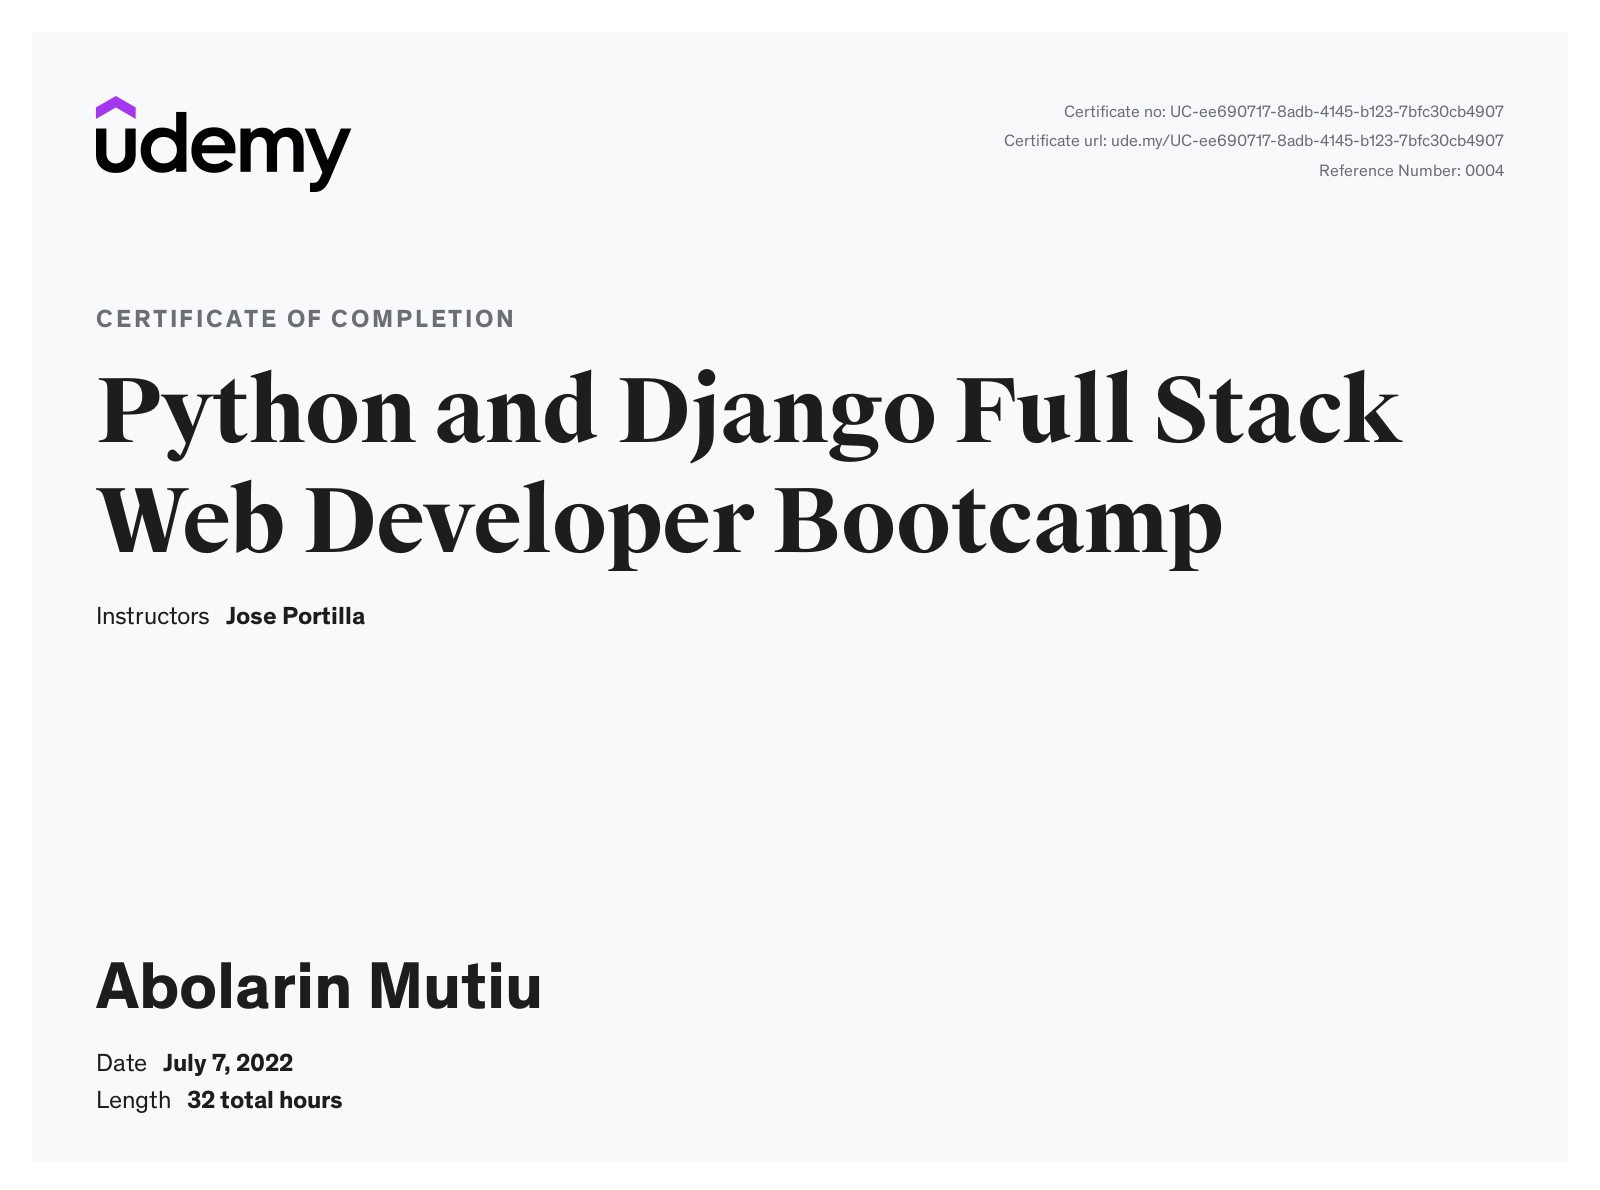 udemy
Certificate no: UC-ee690717-8adb-4145-b123-7bfc30cb4907
Certificate url: ude.my/UC-ee690717-8adb-4145-b123-7bfc30cb4907
Reference Number: 0004
CERTIFICATE OF COMPLETION
Python and Django Full Stack
Web Developer Bootcamp
Instructors Jose Portilla
Abolarin Mutiu
Date July 7, 2022
Length 32 total hours